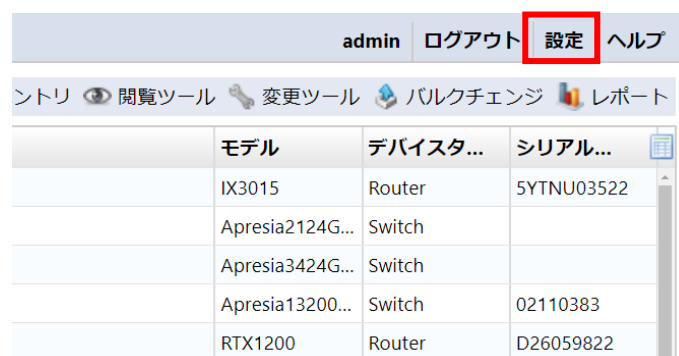 admin ログアウト 設定 ヘルプ
ントリ 閲覧ツール 変更ツール バルクチェンジ レポート
モデル デバイスタ... シリアル...
IX3015 Router 5YTNU03522
Apresia2124G... Switch
Apresia3424G... Switch
Apresia13200... Switch 02110383
RTX1200 Router D26059822